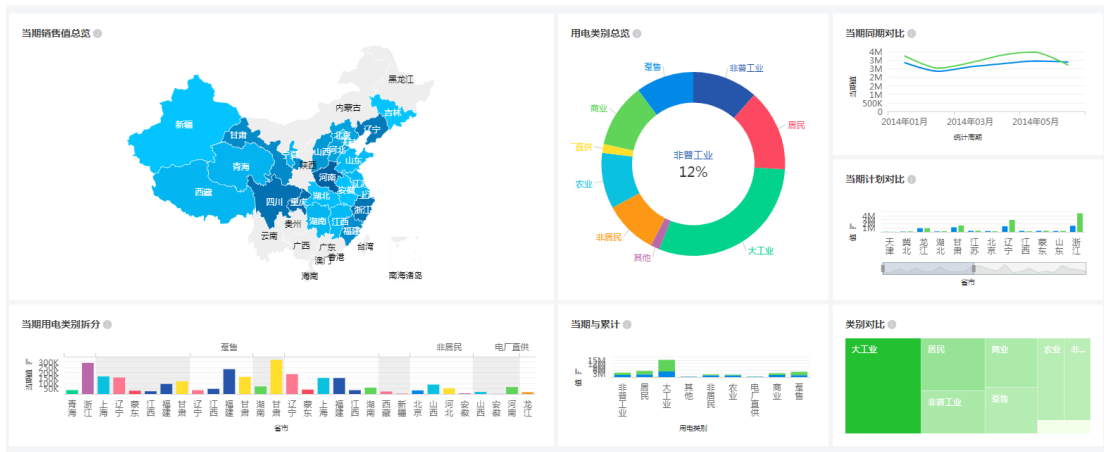 当期销售值总览
黑龙江
内蒙古
吉林
新疆
辽宁
甘肃
北京
河北
山西
青海
山东
陕西
河南
西藏
四川
重庆
湖北
安徽
浙江
湖南
江西
贵州
福建
云南
广西
广东
台湾
香港
澳门
海南
南海诸岛
用电类别总览
趸售
非普工业
商业
居民
直供
农业
非居民
其他
大工业
非普工业
12%
当期同期对比
4M
3M
3M
2M
2M
1M
500K
0
2014年01月
2014年03月
2014年05月
统计周期
当期计划对比
4M
3M
2M
1M
天津
冀北
龙江
湖北
甘肃
江苏
北京
辽宁
江西
蒙东
山东
浙江
省市
当期用电类别拆分
趸售
非居民
电厂直供
300K
250K
200K
150K
100K
50K
青海
浙江
上海
辽宁
蒙东
江西
福建
甘肃
辽宁
江西
福建
甘肃
湖南
甘肃
辽宁
蒙东
上海
福建
江西
湖南
西藏
新疆
北京
山西
河北
安徽
山西
安徽
河南
龙江
省市
当期与累计
15M
12M
9M
6M
3M
非普工业
居民
大工业
其他
非居民
农业
电厂直供
商业
趸售
用电类别
类别对比
大工业
居民
商业
农业
非...
非普工业
趸售